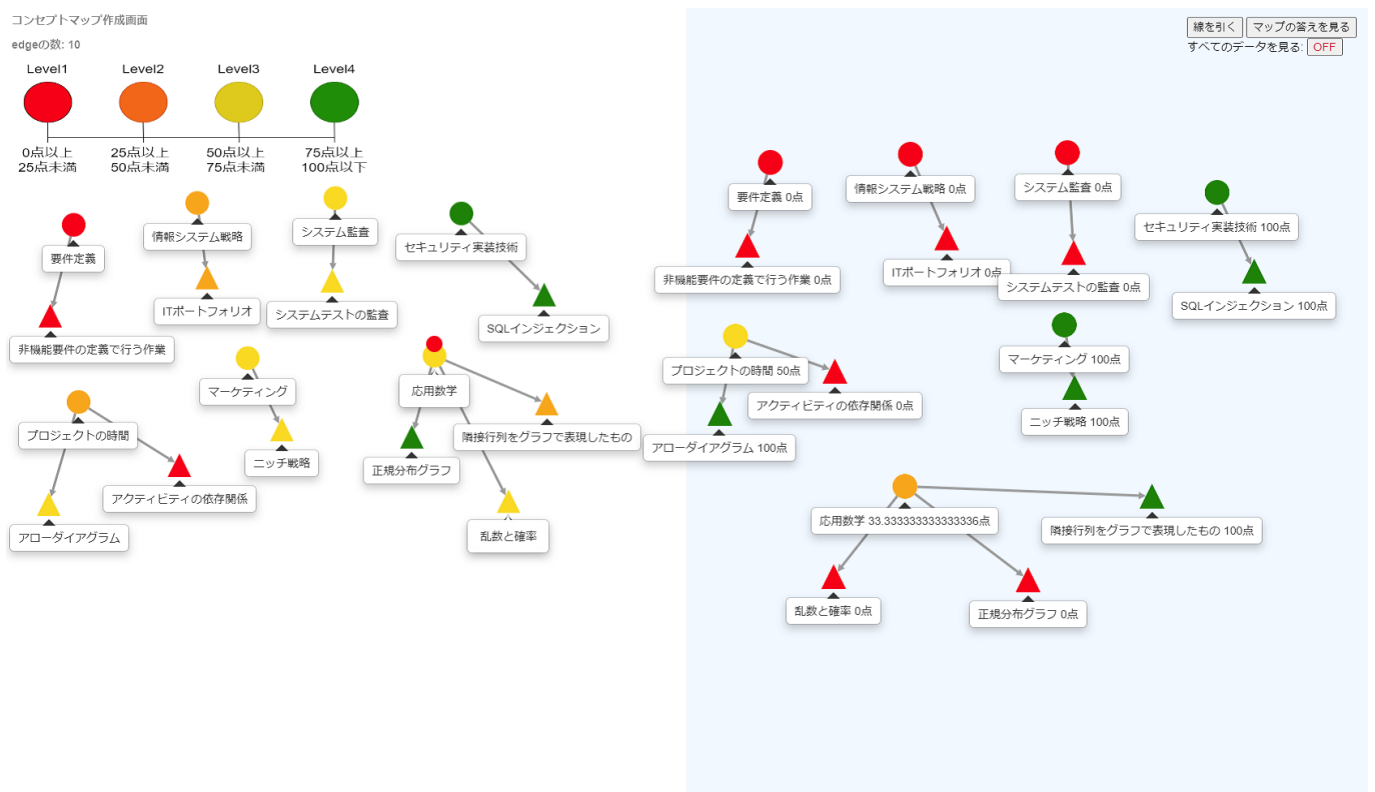 コンセプトマップ作成画面
edgeの数: 10
Level1
Level2
Level3
Level4
0点以上
25点未満
25点以上
50点未満
50点以上
75点未満
75点以上
100点以下
要件定義
情報システム戦略
システム監査
セキュリティ実装技術
非機能要件の定義で行う作業
ITポートフォリオ
システムテストの監査
SQLインジェクション
マーケティング
応用数学
プロジェクトの時間
ニッチ戦略
正規分布グラフ
隣接行列をグラフで表現したもの
アクティビティの依存関係
アローダイアグラム
乱数と確率
線を引く
マップの答えを見る
すべてのデータを見る: OFF
要件定義 0点
情報システム戦略 0点
システム監査 0点
セキュリティ実装技術 100点
非機能要件の定義で行う作業 0点
ITポートフォリオ 0点
システムテストの監査 0点
SQLインジェクション 100点
プロジェクトの時間 50点
マーケティング 100点
アクティビティの依存関係 0点
ニッチ戦略 100点
アローダイアグラム 100点
応用数学 33.333333333333336点
隣接行列をグラフで表現したもの 100点
乱数と確率 0点
正規分布グラフ 0点